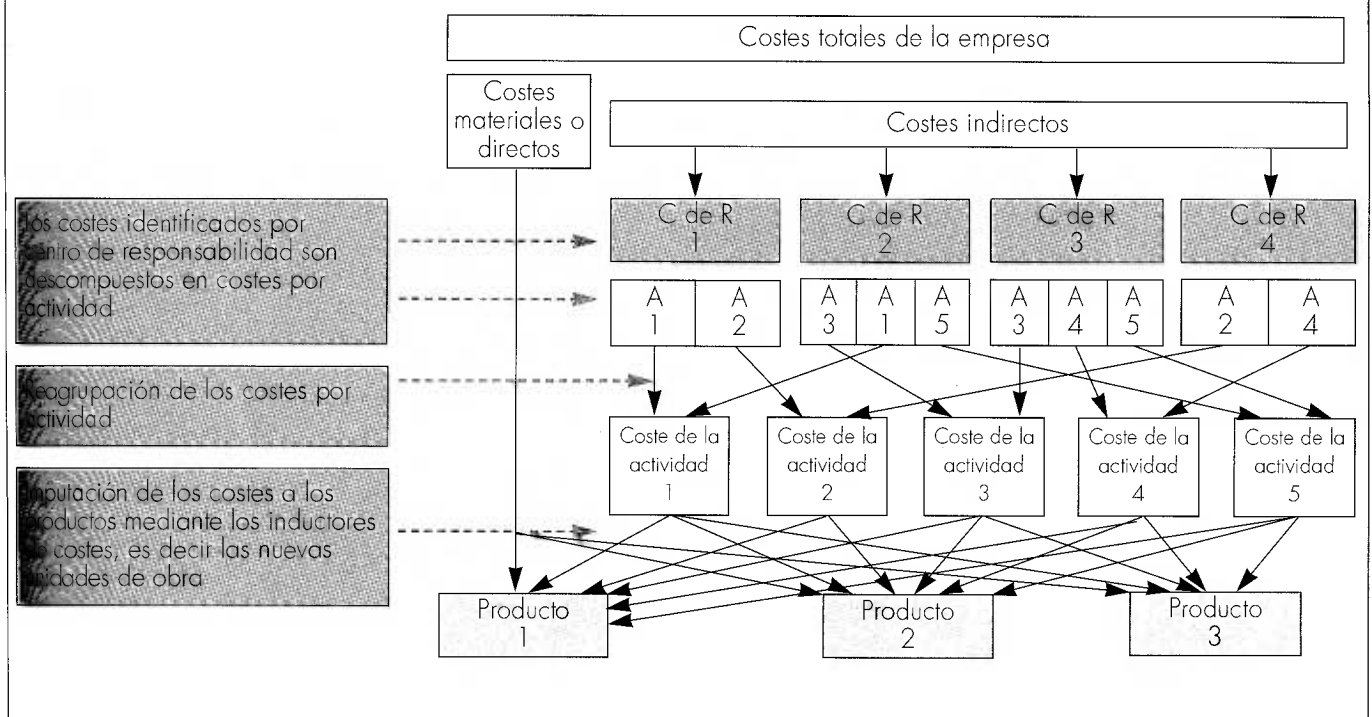 Costes totales de la empresa
Costes
materiales o
directos
Costes indirectos
Los costes identificados por
centro de responsabilidad son
descompuestos en costes por
actividad
C de R
1
C de R
2
C de R
3
C de R
4
A
1
A
2
A
3
A
1
A
5
A
3
A
4
A
5
A
2
A
4
Reagrupación de los costes por
actividad
Coste de la
actividad
1
Coste de la
actividad
2
Coste de la
actividad
3
Coste de la
actividad
4
Coste de la
actividad
5
Imputación de los costes a los
productos mediante los inductores
de costes, es decir las nuevas
unidades de obra
Producto
1
Producto
2
Producto
3